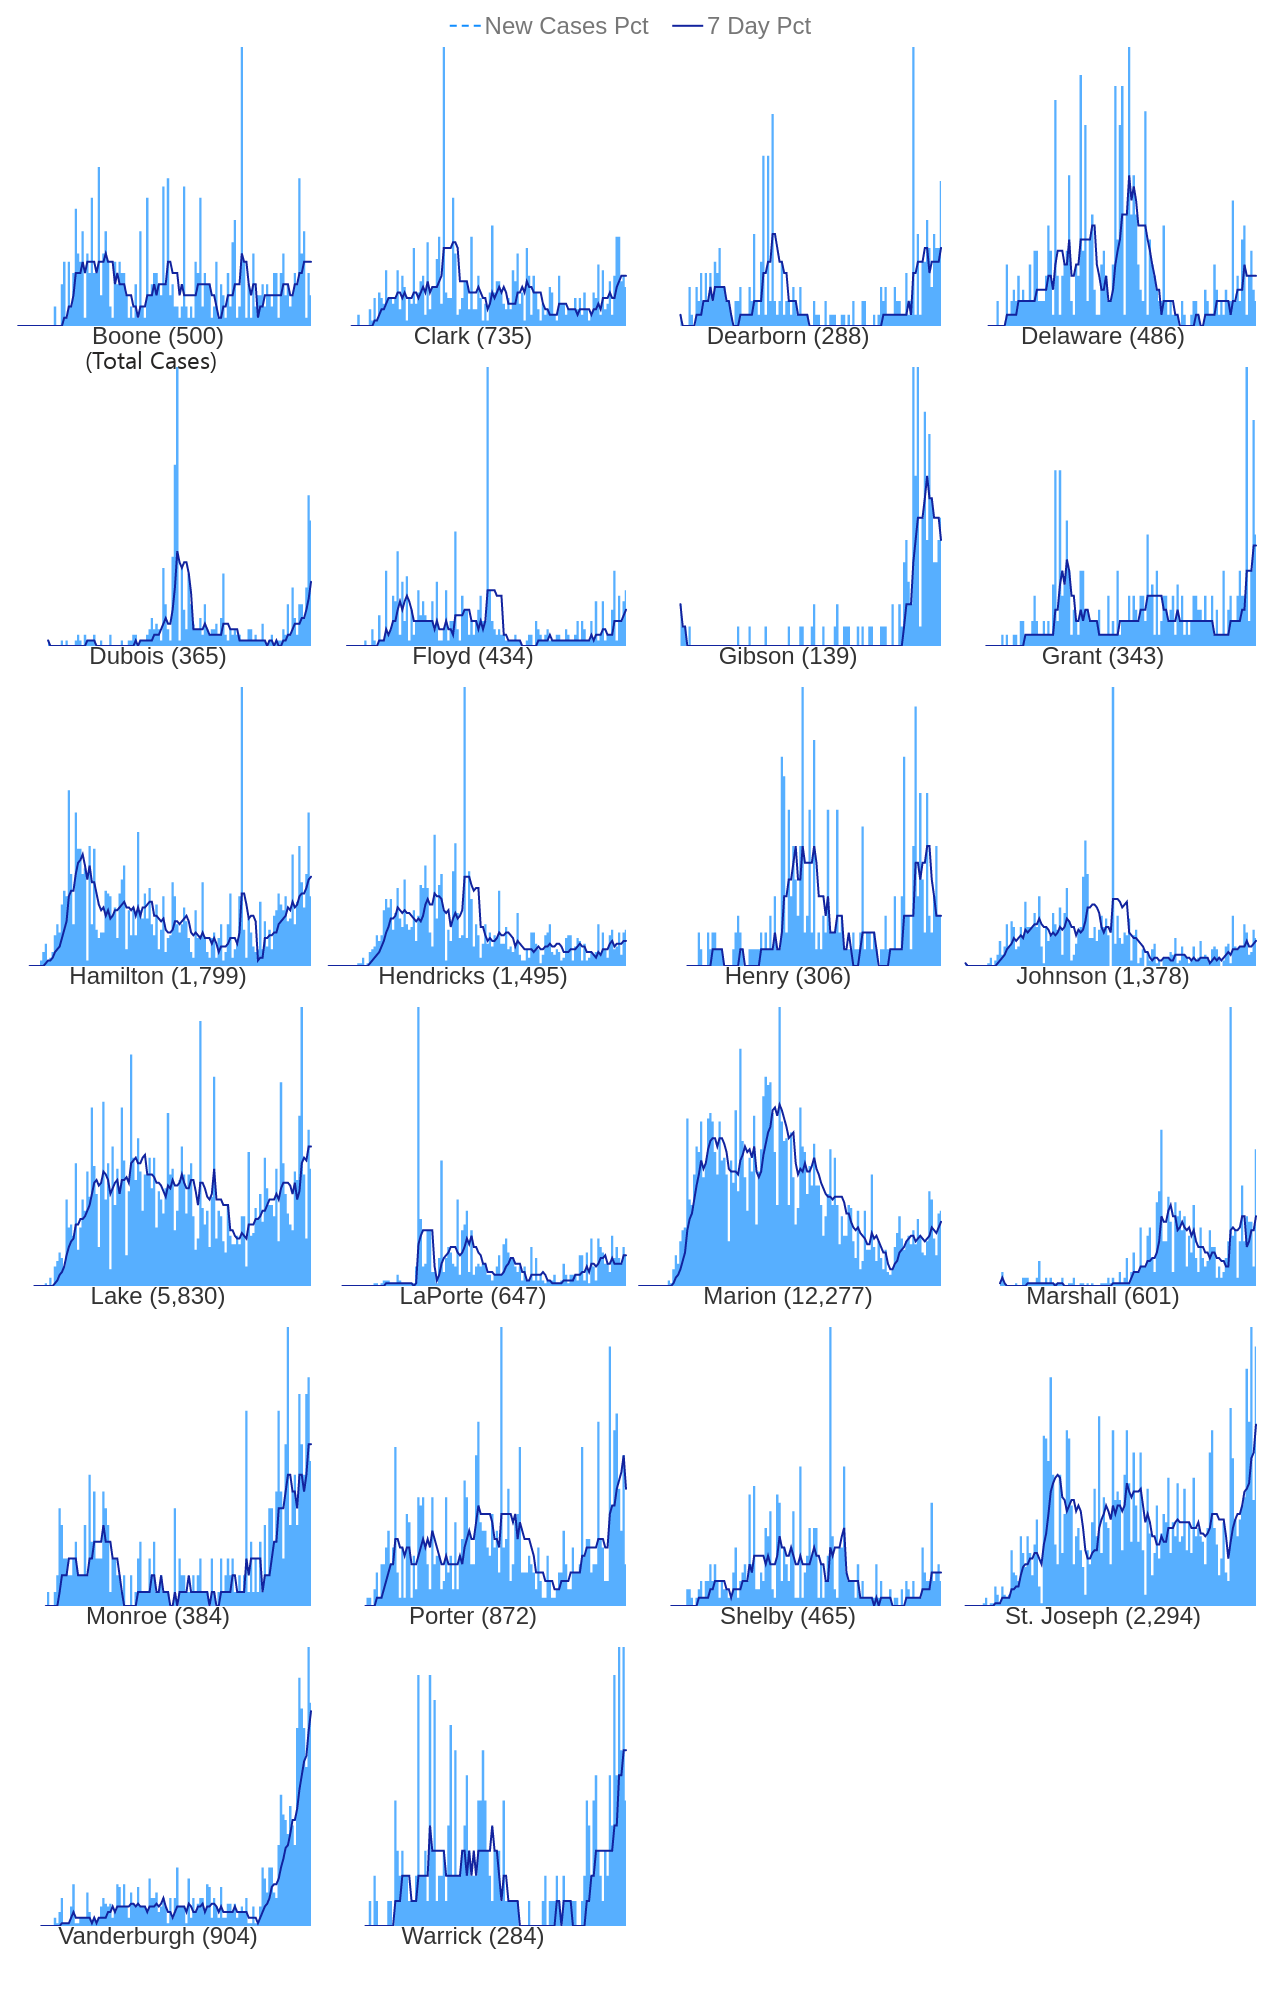 New Cases Pct 7 Day Pct
Boone (500) Clark (735) Dearborn (288) Delaware (486)
(Total Cases)
Dubois (365) Floyd (434) Gibson (139) Grant (343)
Hamilton (1,799) Hendricks (1,495) Henry (306) Johnson (1,378)
Lake (5,830) LaPorte (647) Marion (12,277) Marshall (601)
Monroe (384) Porter (872) Shelby (465) St. Joseph (2,294)
Vanderburgh (904) Warrick (284)